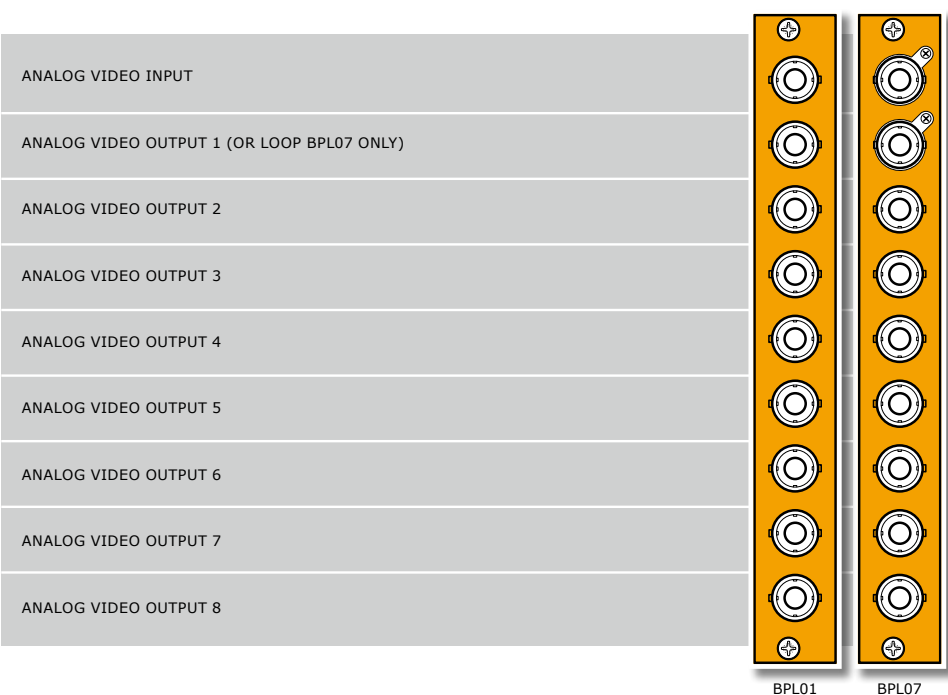 ANALOG VIDEO INPUT
ANALOG VIDEO OUTPUT 1 (OR LOOP BPL07 ONLY)
ANALOG VIDEO OUTPUT 2
ANALOG VIDEO OUTPUT 3
ANALOG VIDEO OUTPUT 4
ANALOG VIDEO OUTPUT 5
ANALOG VIDEO OUTPUT 6
ANALOG VIDEO OUTPUT 7
ANALOG VIDEO OUTPUT 8
BPL01 BPL07